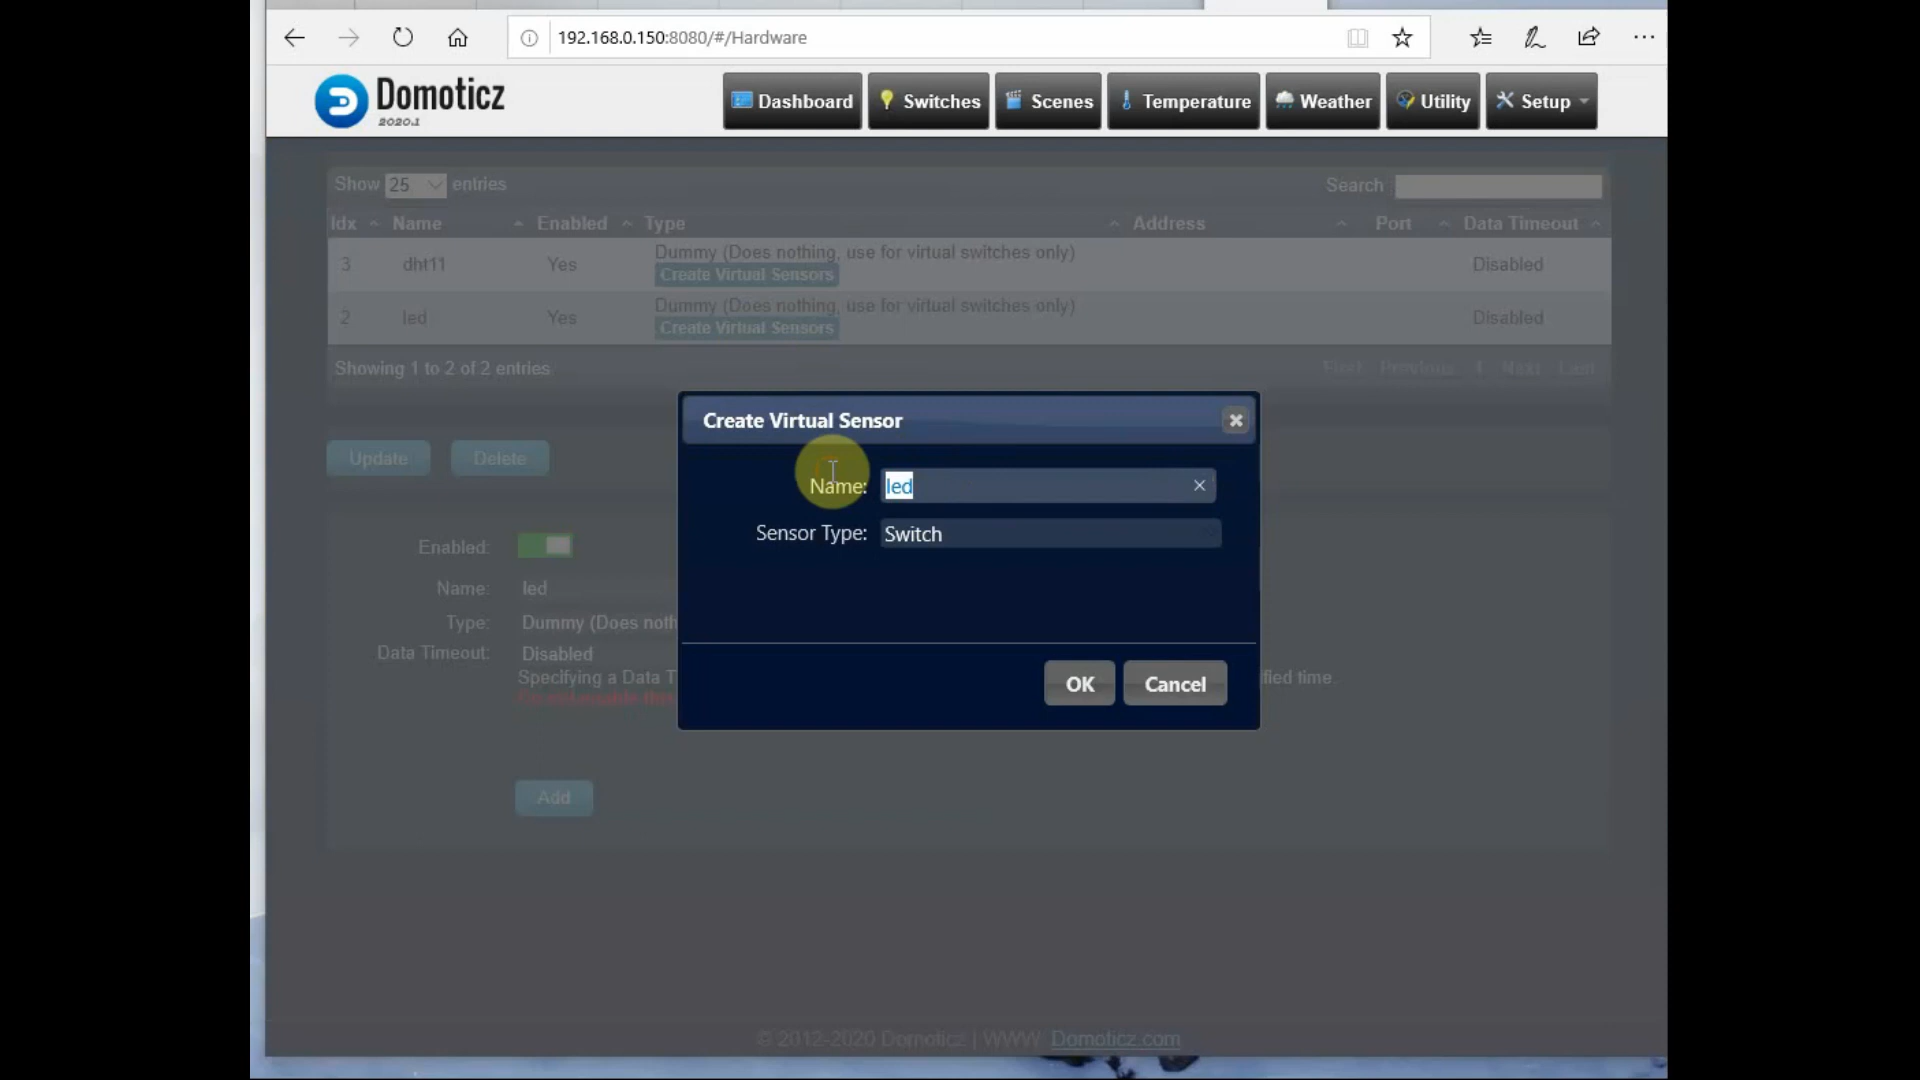 192.168.0.150:8080/#/Hardware
Domoticz
2020.1
Dashboard Switches Scenes Temperature Weather Utility Setup
Show 25 entries Search
Idx Name Enabled Type Address Port Data Timeout
3 dht11 Yes Dummy (Does nothing, use for virtual switches only) Disabled
Create Virtual Sensors
2 led Yes Dummy (Does nothing, use for virtual switches only) Disabled
Create Virtual Sensors
Showing 1 to 2 of 2 entries First Previous 1 Next Last
Update Delete
Create Virtual Sensor
Name: led
Sensor Type: Switch
OK Cancel
Enabled:
Name: led
Type: Dummy (Does noth
Data Timeout: Disabled
Specifying a Data T fied time.
Do not enable this
Add
© 2012-2020 Domoticz | WWW: Domoticz.com